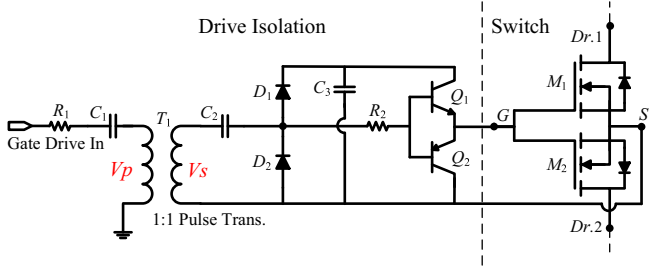 Drive Isolation
Switch
Dr.1
D1
C3
Q1
M1
R1
C1
T1
C2
R2
G
S
Gate Drive In
Vp
Vs
D2
Q2
M2
1:1 Pulse Trans.
Dr.2